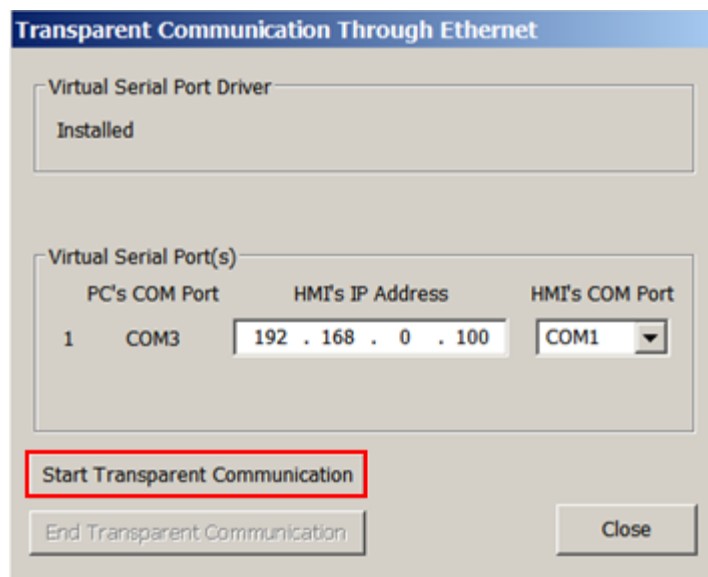 Transparent Communication Through Ethernet
Virtual Serial Port Driver
Installed
Virtual Serial Port(s)
PC's COM Port HMI's IP Address HMI's COM Port
1 COM3 192 . 168 . 0 . 100 COM1
Start Transparent Communication
End Transparent Communication
Close